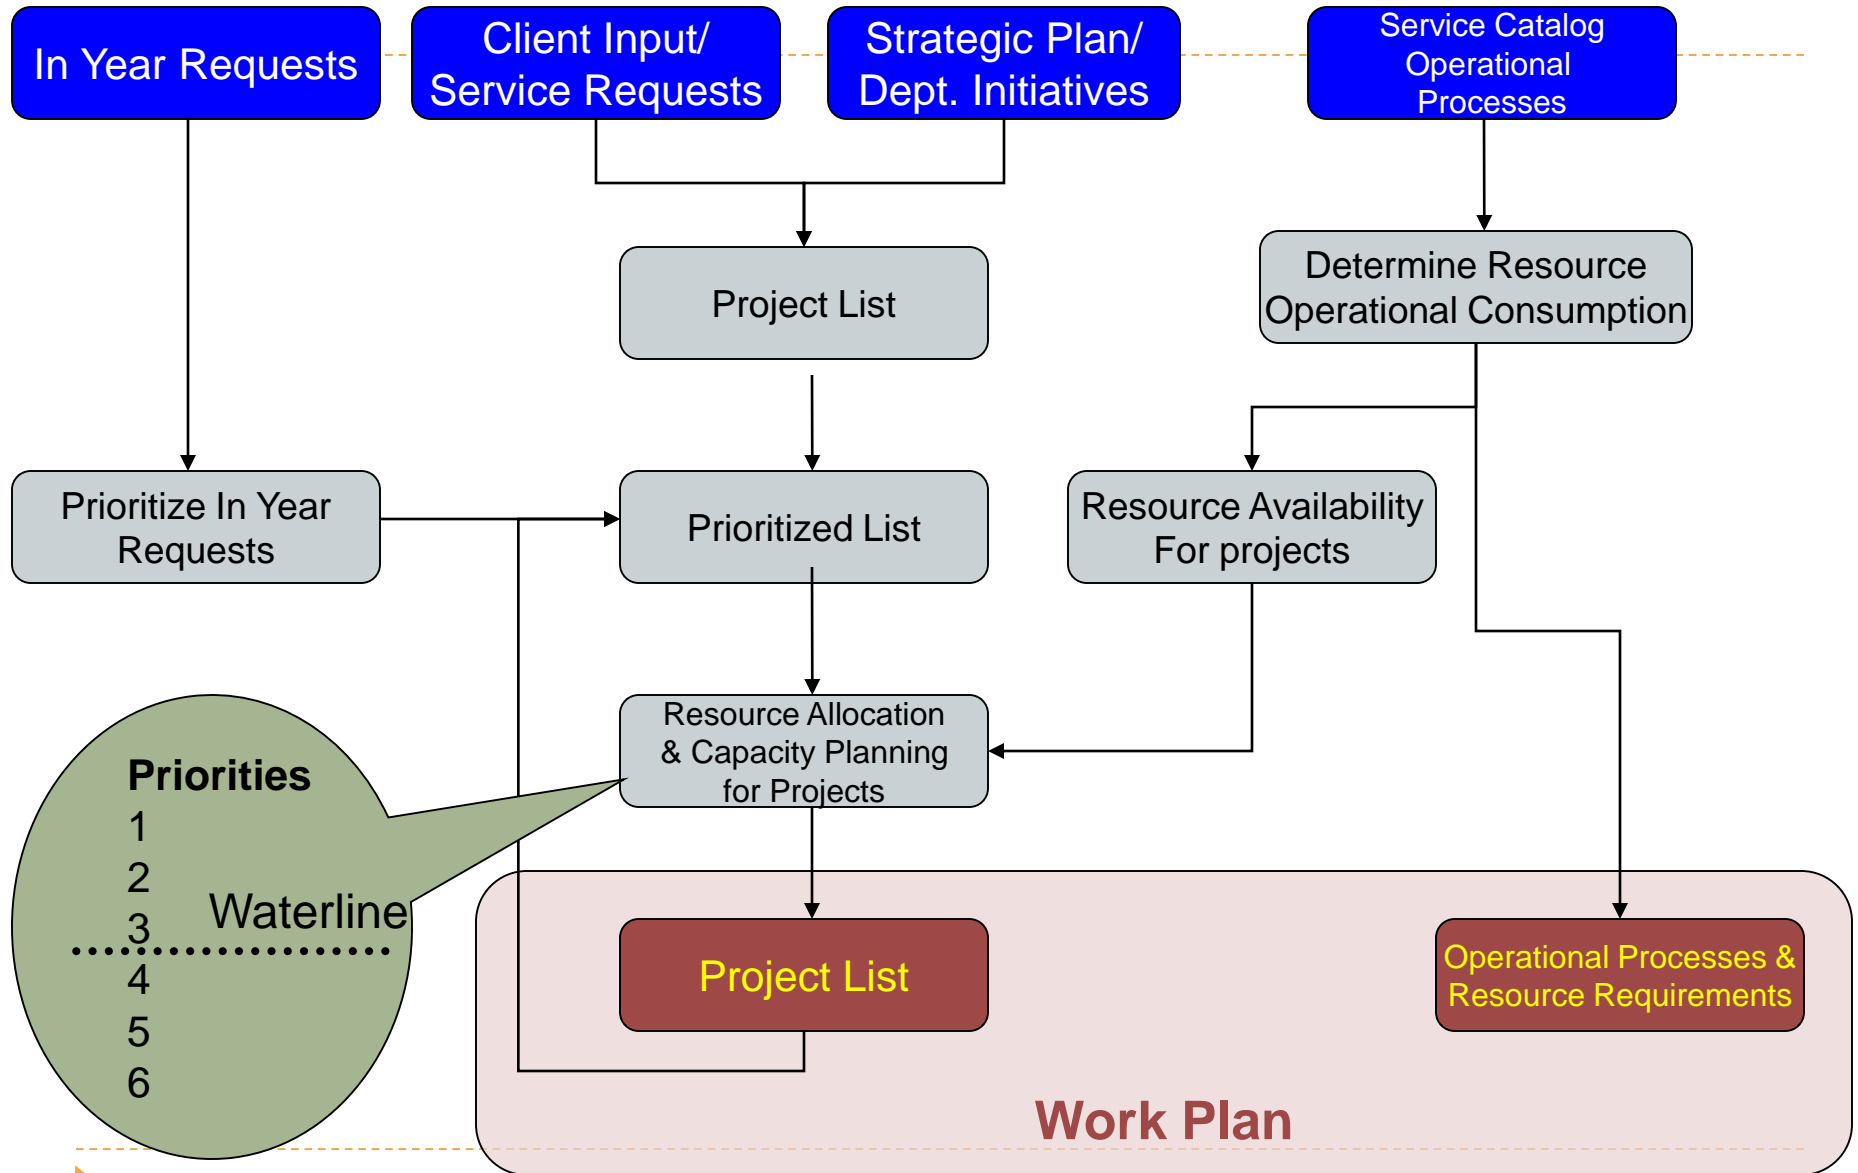 In Year Requests
Client Input/
Service Requests
Strategic Plan/
Dept. Initiatives
Service Catalog
Operational
Processes
Project List
Determine Resource
Operational Consumption
Prioritize In Year
Requests
Prioritized List
Resource Availability
For projects
Resource Allocation
& Capacity Planning
for Projects
Priorities
1
2
3
Waterline
4
5
6
Project List
Operational Processes &
Resource Requirements
Work Plan